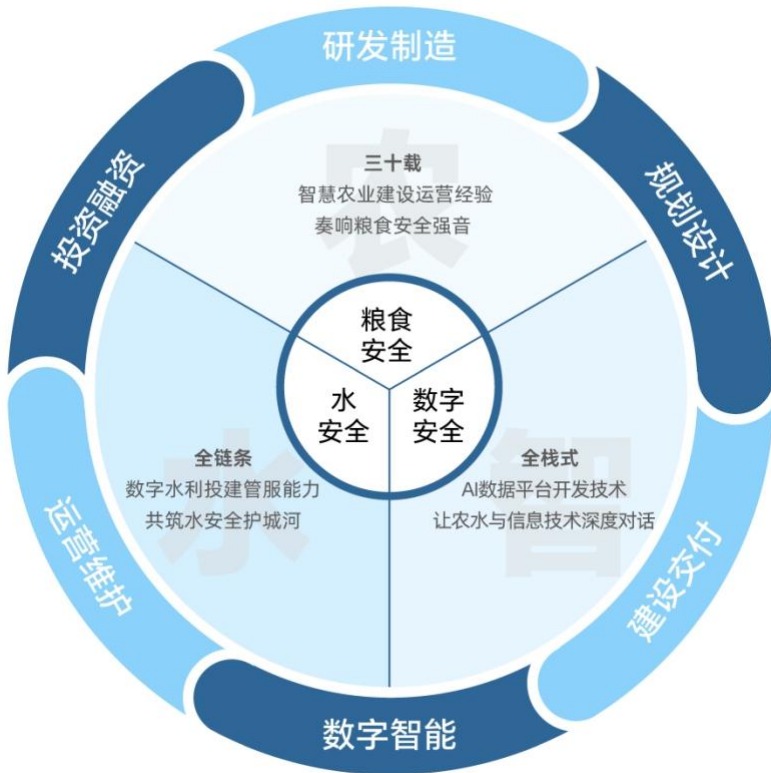 研发制造
投资融资
规划设计
农
三十载
智慧农业建设运营经验
奏响粮食安全强音
粮食
安全
水
安全
数字
安全
水
全链条
数字水利投建管服能力
共筑水安全护城河
智
全栈式
AI数据平台开发技术
让农水与信息技术深度对话
运营维护
建设交付
数字智能